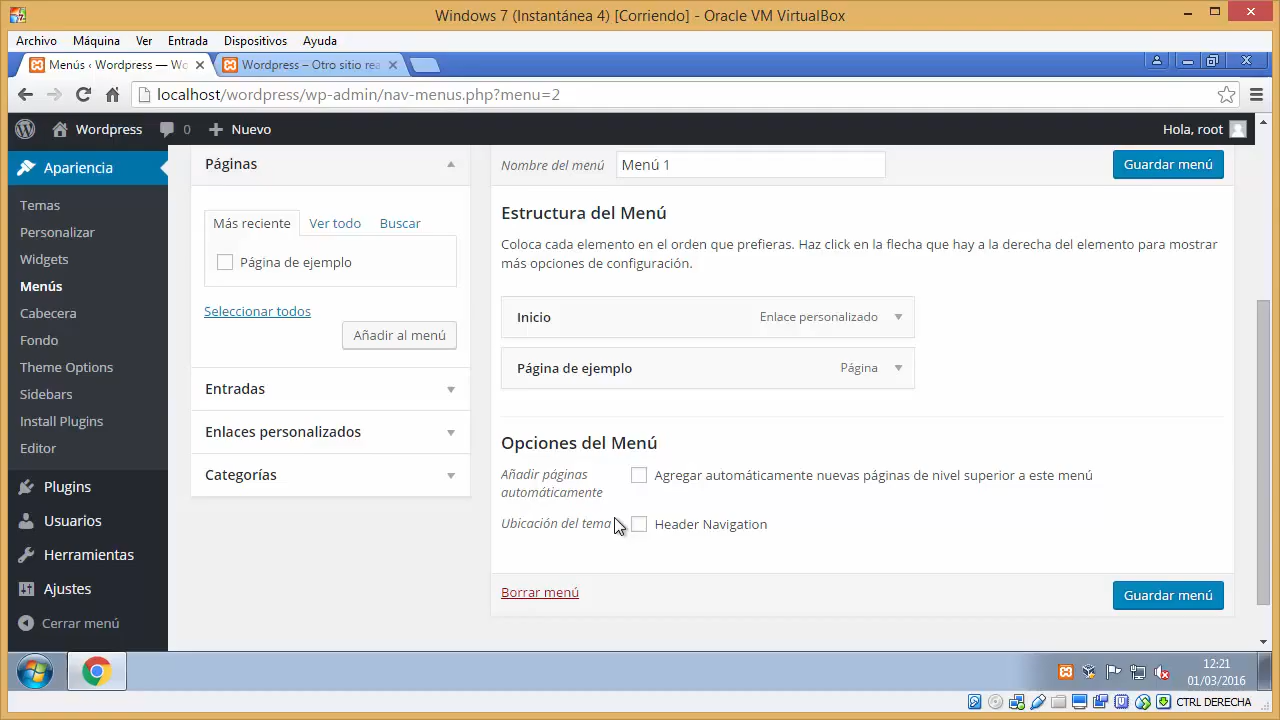 Windows 7 (Instantánea 4) [Corriendo] - Oracle VM VirtualBox
Archivo Máquina Ver Entrada Dispositivos Ayuda
Menús ‹ Wordpress — Wo
Wordpress – Otro sitio rea
localhost/wordpress/wp-admin/nav-menus.php?menu=2
Wordpress 0 Nuevo Hola, root
Apariencia
Temas
Personalizar
Widgets
Menús
Cabecera
Fondo
Theme Options
Sidebars
Install Plugins
Editor
Plugins
Usuarios
Herramientas
Ajustes
Cerrar menú
Páginas
Más reciente Ver todo Buscar
Página de ejemplo
Seleccionar todos
Añadir al menú
Entradas
Enlaces personalizados
Categorías
Nombre del menú Menú 1 Guardar menú
Estructura del Menú
Coloca cada elemento en el orden que prefieras. Haz click en la flecha que hay a la derecha del elemento para mostrar
más opciones de configuración.
Inicio Enlace personalizado
Página de ejemplo Página
Opciones del Menú
Añadir páginas
automáticamente
Agregar automáticamente nuevas páginas de nivel superior a este menú
Ubicación del tema Header Navigation
Borrar menú Guardar menú
12:21
01/03/2016
CTRL DERECHA